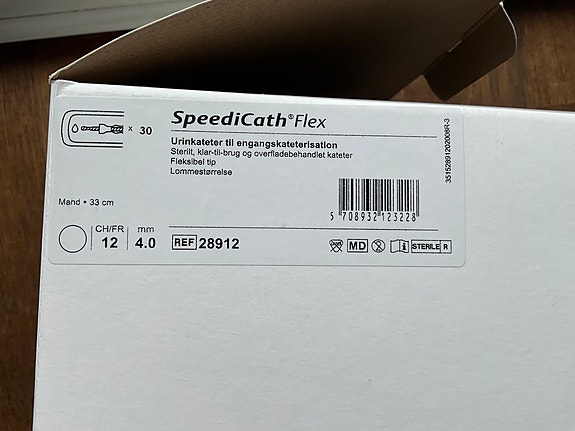 x 30
SpeediCath® Flex
Urinkateter til engangskateterisation
Sterilt, klar-til-brug og overfladebehandlet kateter
Fleksibel tip
Lommestørrelse
Mand • 33 cm
CH/FR
12
mm
4.0
REF 28912
5 708932 123228
MD
STERILE R